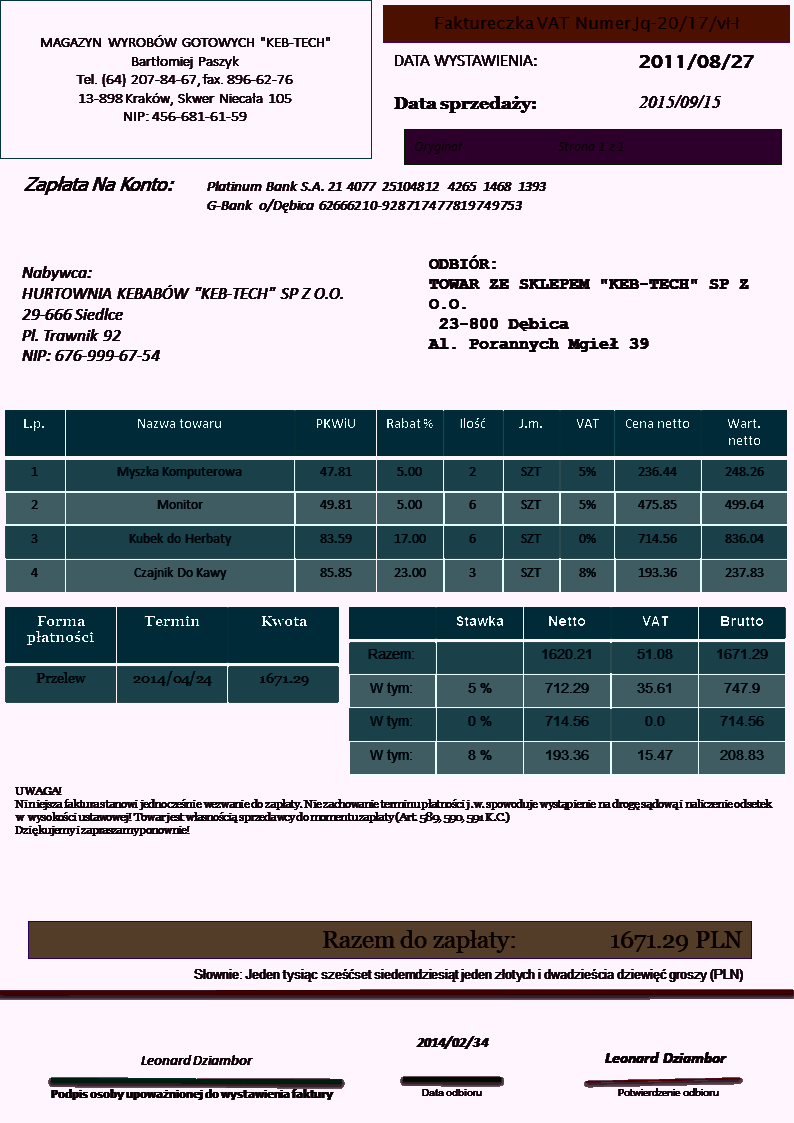 Faktureczka VAT Numer Jq-20/17/vI-I
MAGAZYN WYROBÓW GOTOWYCH "KEB-TECH"
Bartłomiej Paszyk
Tel. (64) 207-84-67, fax. 896-62-76
13-898 Kraków, Skwer Niecała 105
NIP: 456-681-61-59
DATA WYSTAWIENIA: 2011/08/27
Data sprzedaży: 2015/09/15
Oryginał Strona 1 z 1
Zapłata Na Konto: Platinum Bank S.A. 21 4077 25104812 4265 1468 1393
G-Bank o/Dębica 62666210-928717477819749753
Nabywca:
HURTOWNIA KEBABÓW "KEB-TECH" SP Z O.O.
29-666 Siedlce
Pl. Trawnik 92
NIP: 676-999-67-54
ODBIÓR:
TOWAR ZE SKLEPEM "KEB-TECH" SP Z
O.O.
23-800 Dębica
Al. Porannych Mgieł 39
L.p. Nazwa towaru PKWiU Rabat % Ilość J.m. VAT Cena netto Wart. netto
1 Myszka Komputerowa 47.81 5.00 2 SZT 5% 236.44 248.26
2 Monitor 49.81 5.00 6 SZT 5% 475.85 499.64
3 Kubek do Herbaty 83.59 17.00 6 SZT 0% 714.56 836.04
4 Czajnik Do Kawy 85.85 23.00 3 SZT 8% 193.36 237.83
Forma płatności Termin Kwota
Przelew 2014/04/24 1671.29
Stawka Netto VAT Brutto
Razem: 1620.21 51.08 1671.29
W tym: 5 % 712.29 35.61 747.9
W tym: 0 % 714.56 0.0 714.56
W tym: 8 % 193.36 15.47 208.83
UWAGA!
Niniejsza faktura stanowi jednocześnie wezwanie do zapłaty. Nie zachowanie terminu płatności j.w. spowoduje wystąpienie na drogę sądową i naliczenie odsetek
w wysokości ustawowej! Towar jest własnością sprzedawcy do momentu zapłaty (Art. 589, 590, 591 K.C.)
Dziękujemy i zapraszamy ponownie!
Razem do zapłaty: 1671.29 PLN
Słownie: Jeden tysiąc sześćset siedemdziesiąt jeden złotych i dwadzieścia dziewięć groszy (PLN)
Leonard Dziambor
Podpis osoby upoważnionej do wystawienia faktury
2014/02/34
Data odbioru
Leonard Dziambor
Potwierdzenie odbioru